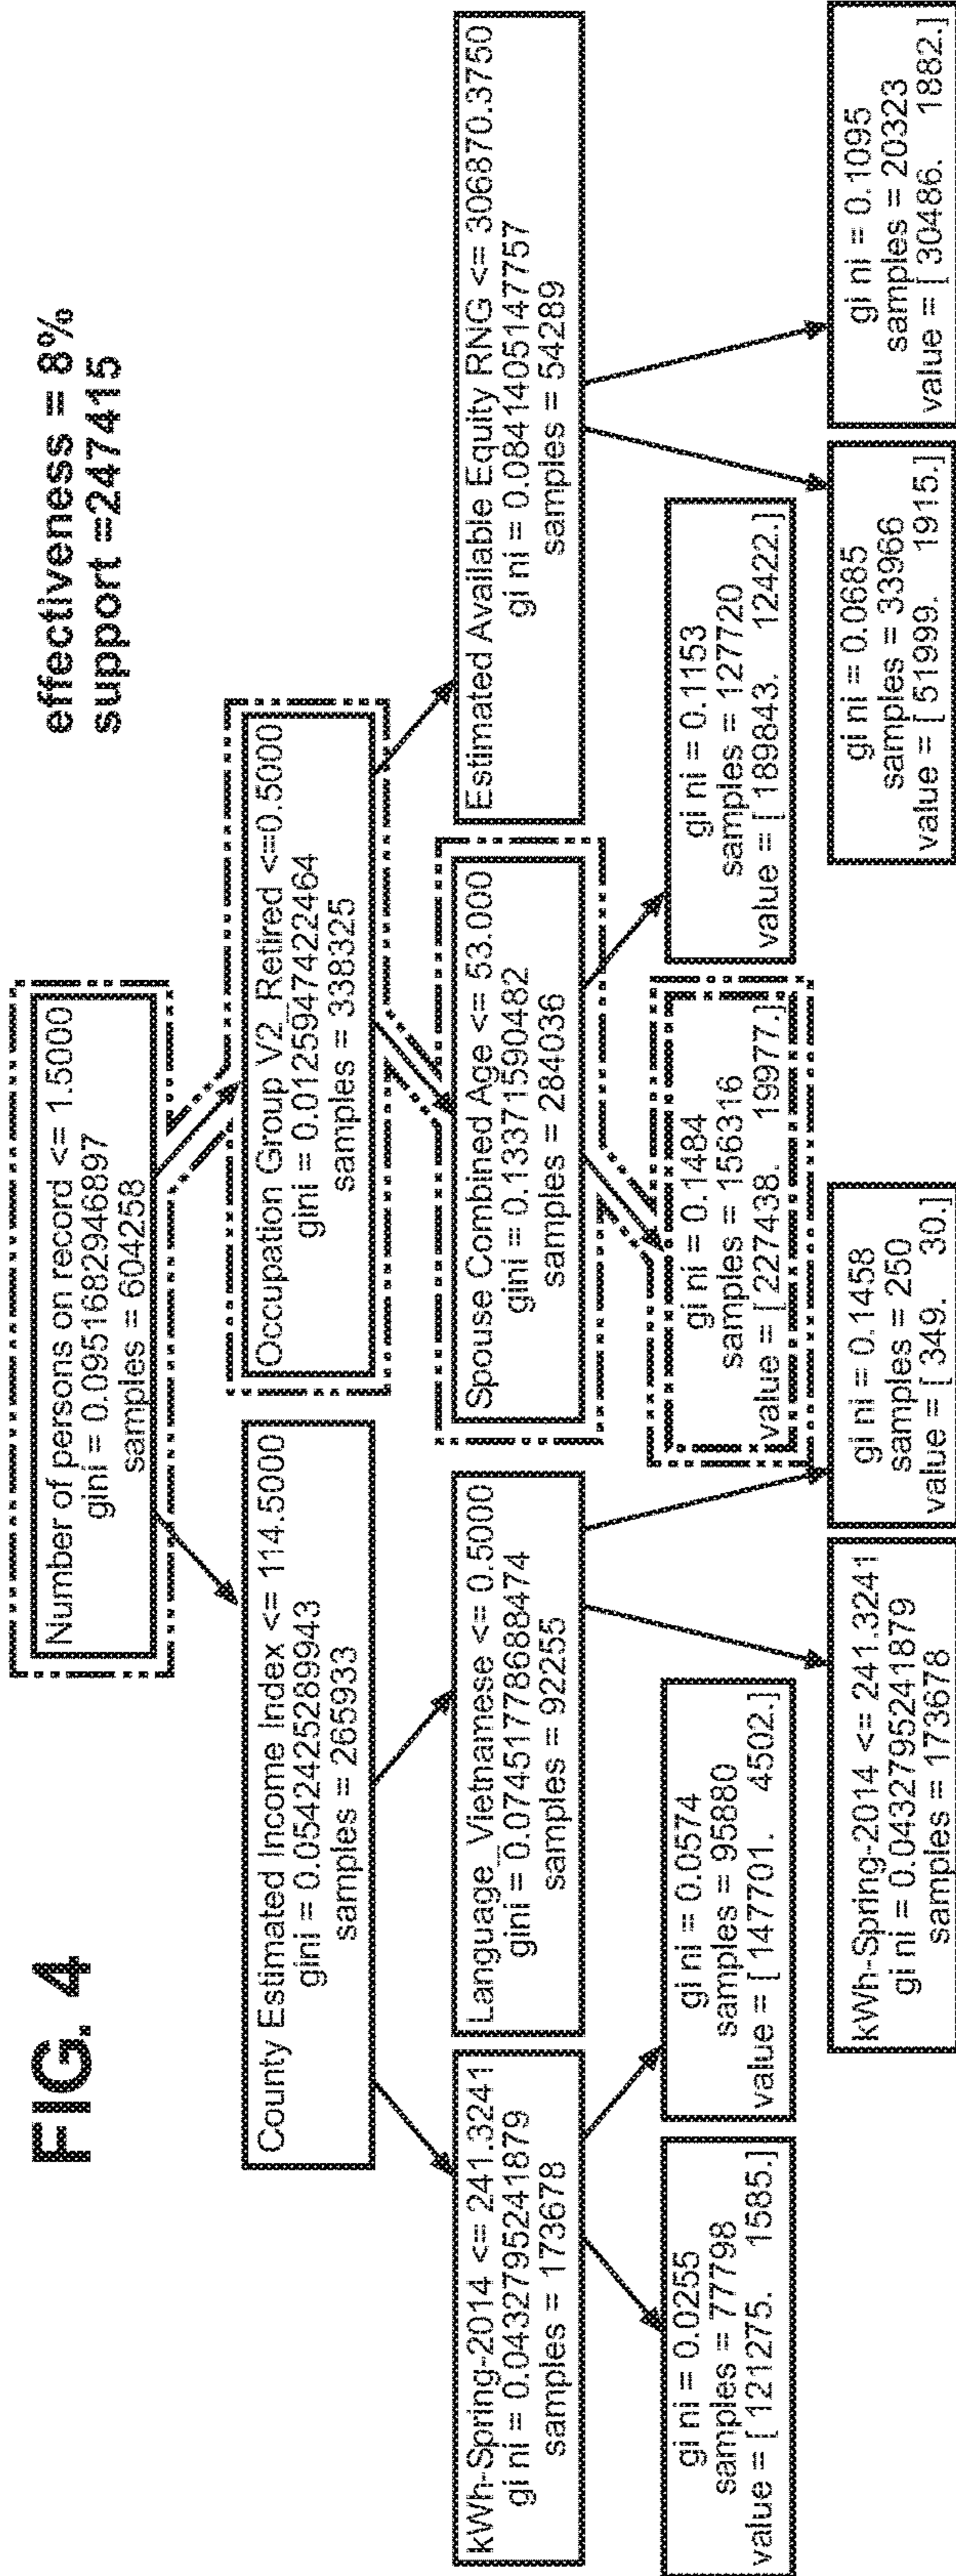 FIG. 4
effectiveness = 8%
support =247415
Number of persons on record <= 1.5000
gini = 0.0951682946897
samples = 604258
County Estimated Income Index <= 114.5000
gini = 0.0542425289943
samples = 265933
Occupation Group V2_Retired <=0.5000
gini = 0.012594742422464
samples = 338325
kWh-Spring-2014 <= 241.3241
gi ni = 0.0432795241879
samples = 173678
Language_Vietnamese <= 0.5000
gini = 0.07451778688474
samples = 92255
Spouse Combined Age <= 53.000
gini = 0.1337159048​2
samples = 284036
Estimated Available Equity RNG <= 306870.3750
gi ni = 0.0841405147757
samples = 54289
gi ni = 0.0255
samples = 77798
value = [ 121275. 1585.]
gi ni = 0.0574
samples = 95880
value = [ 147701. 4502.]
gi ni = 0.1484
samples = 156316
value = [ 227438. 19977.]
gi ni = 0.1153
samples = 127720
value = [ 189843. 12422.]
kWh-Spring-2014 <= 241.3241
gi ni = 0.0432795241879
samples = 173678
gi ni = 0.1458
samples = 250
value = [ 349. 30.]
gi ni = 0.0685
samples = 33966
value = [ 51999. 1915.]
gi ni = 0.1095
samples = 20323
value = [ 30486. 1882.]